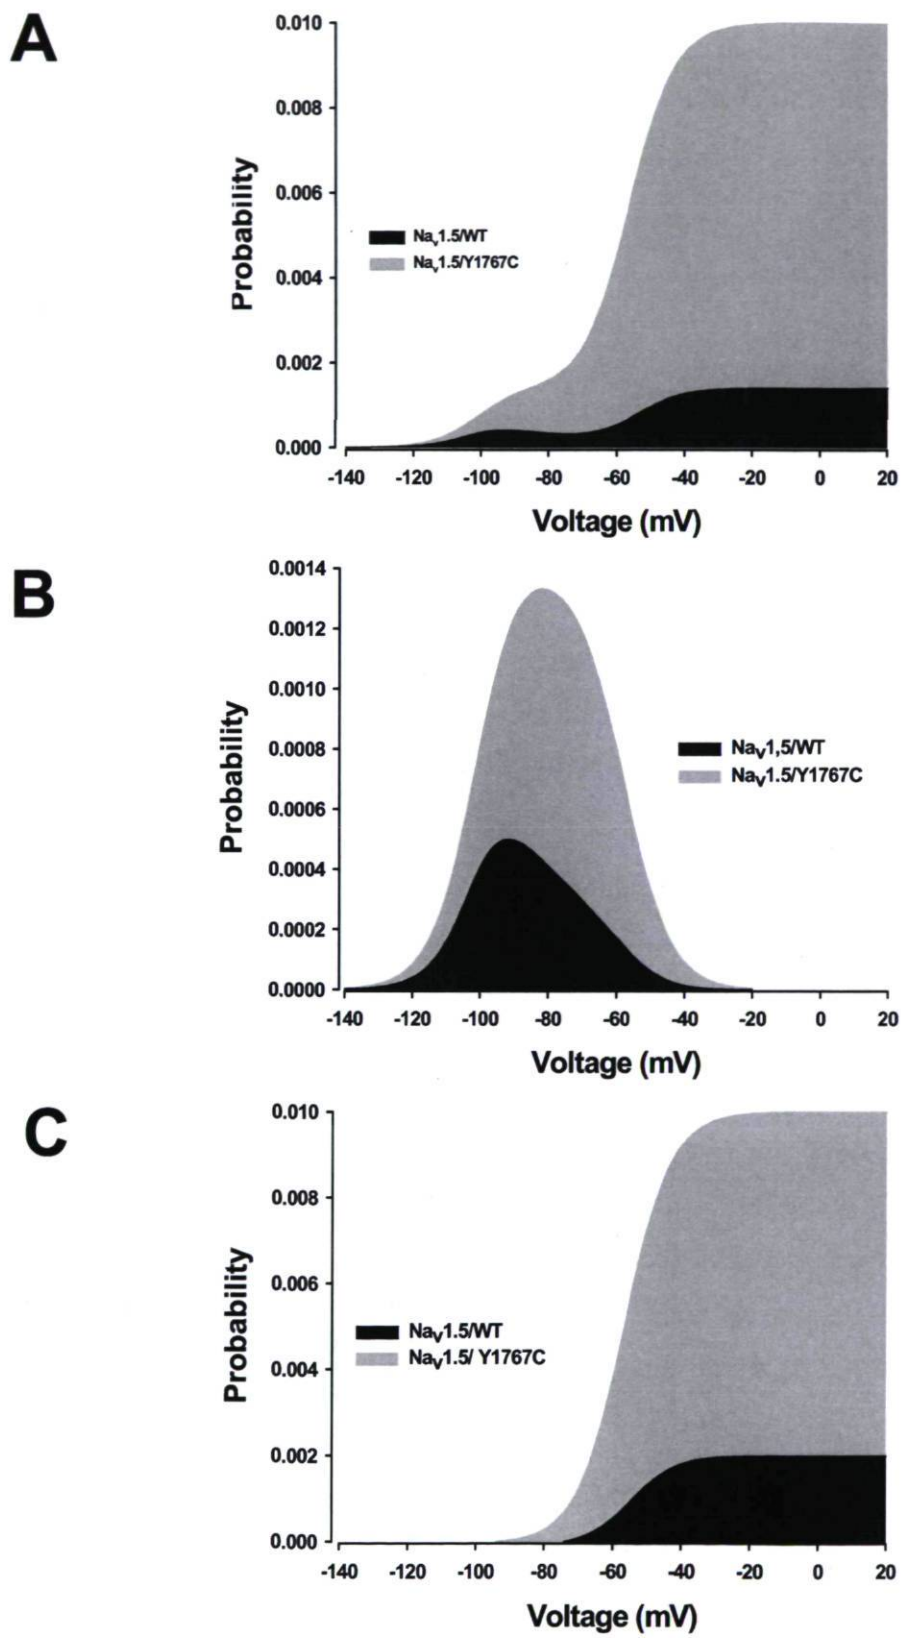 A
0.010
0.008
0.006
0.004
0.002
0.000
Probability
Nav1.5/WT
Nav1.5/Y1767C
-140 -120 -100 -80 -60 -40 -20 0 20
Voltage (mV)
B
0.0014
0.0012
0.0010
0.0008
0.0006
0.0004
0.0002
0.0000
Probability
NaV1,5/WT
NaV1.5/Y1767C
-140 -120 -100 -80 -60 -40 -20 0 20
Voltage (mV)
C
0.010
0.008
0.006
0.004
0.002
0.000
Probability
NaV1.5/WT
NaV1.5/ Y1767C
-140 -120 -100 -80 -60 -40 -20 0 20
Voltage (mV)